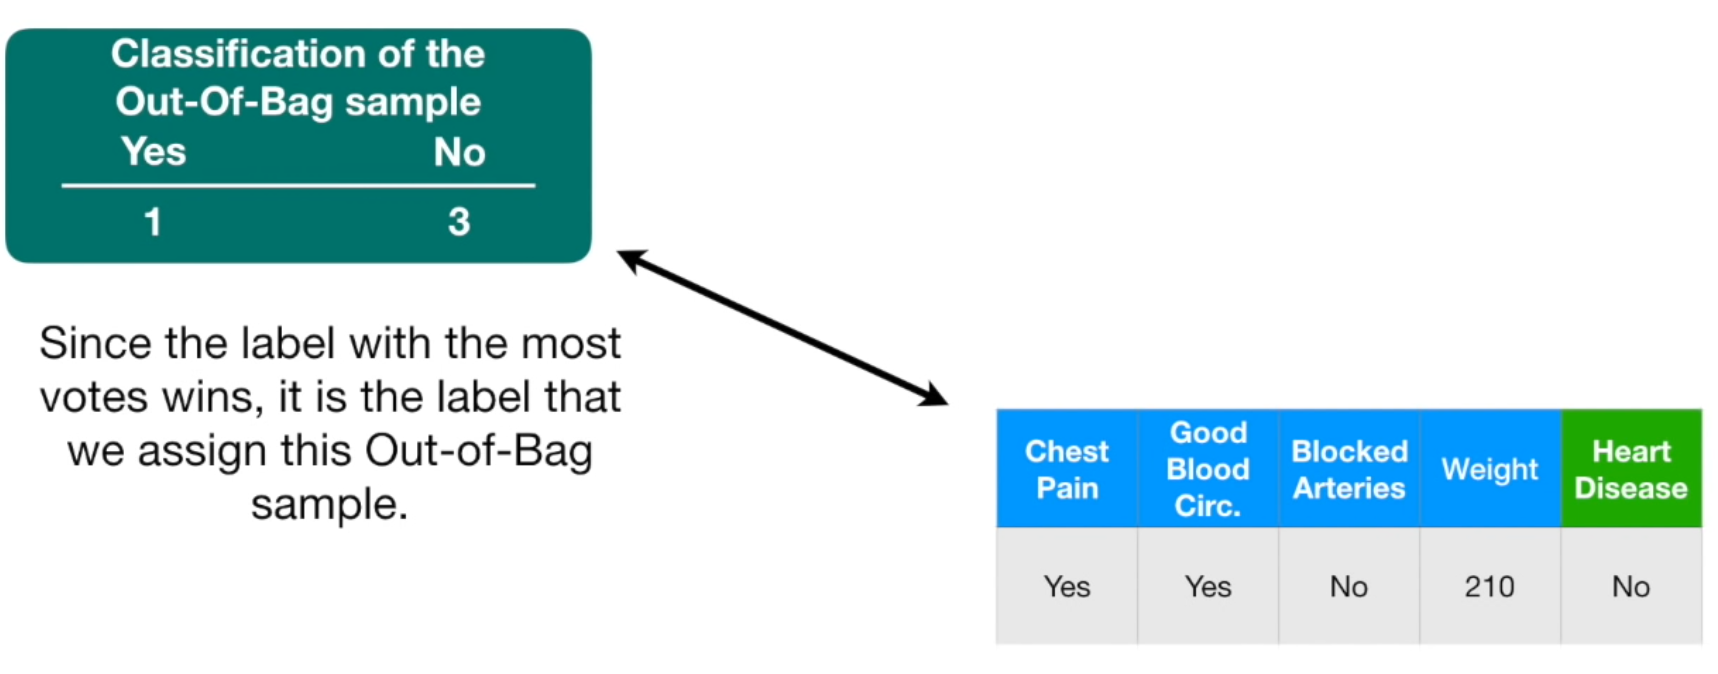 Classification of the
Out-Of-Bag sample
Yes No
1 3
Since the label with the most
votes wins, it is the label that
we assign this Out-of-Bag
sample.
Chest Pain Good Blood Circ. Blocked Arteries Weight Heart Disease
Yes Yes No 210 No